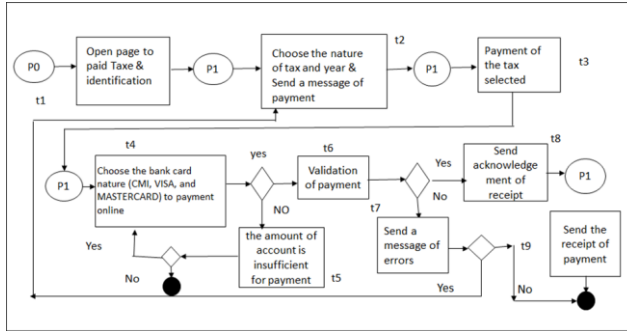 t2
Open page to
paid Taxe &
identification
Choose the nature
of tax and year &
Send a message of
payment
Payment of
the tax
selected
P0
P1
P1
t3
t1
t4
yes
t6
t8
Choose the bank card
nature (CMI, VISA, and
MASTERCARD) to payment
online
P1
Validation
of payment
Yes
No
Send
acknowledge
ment of
receipt
P1
NO
t7
the amount of
account is
insufficient
for payment
Send a
message of
errors
t9
Send the
receipt of
payment
Yes
No
t5
Yes
No